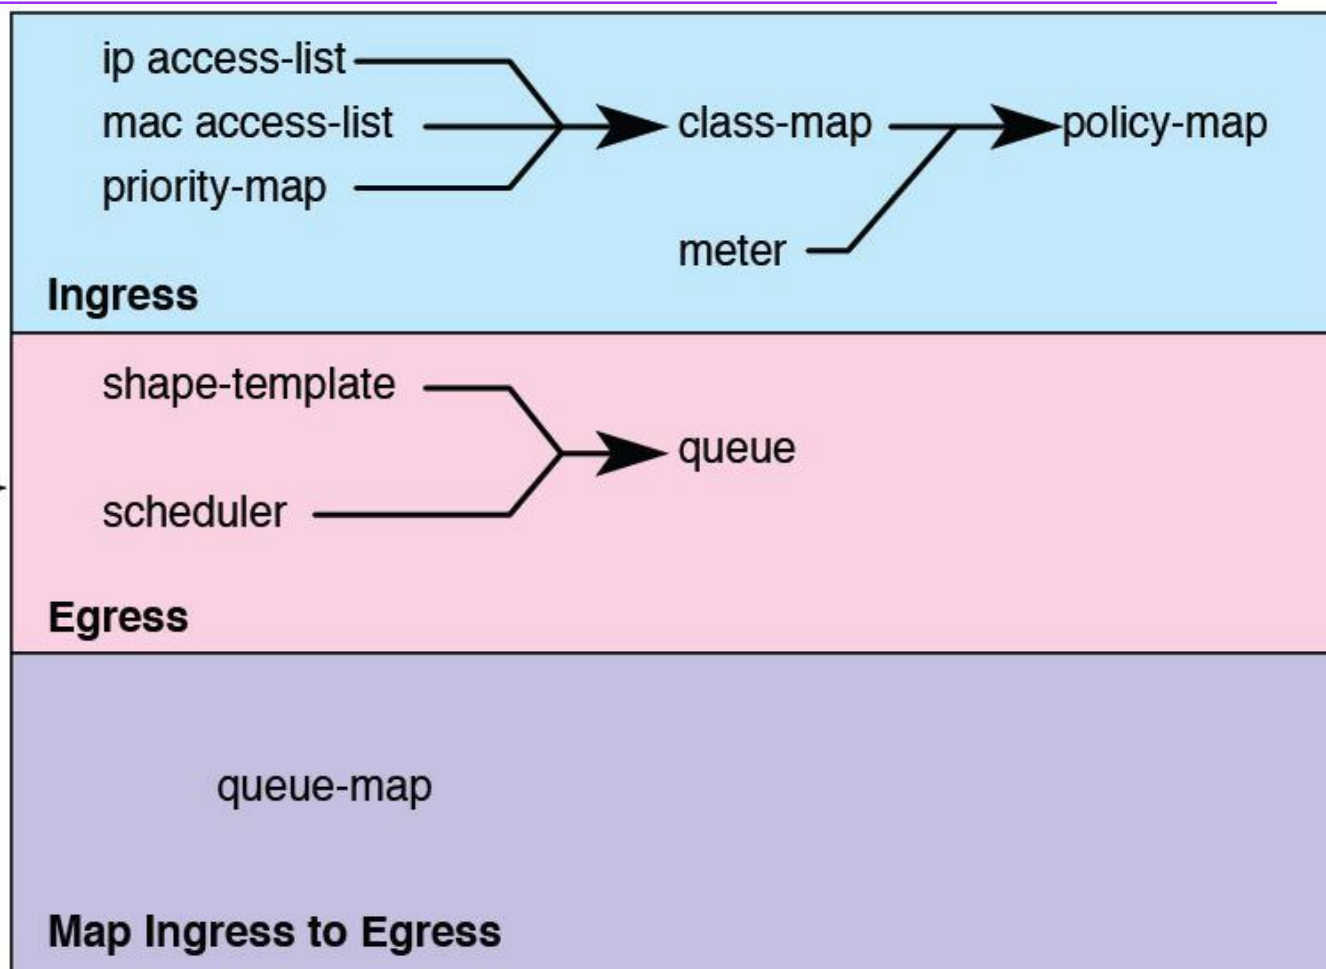 ip access-list
mac access-list
class-map
policy-map
priority-map
meter
Ingress
shape-template
queue
scheduler
Egress
queue-map
Map Ingress to Egress